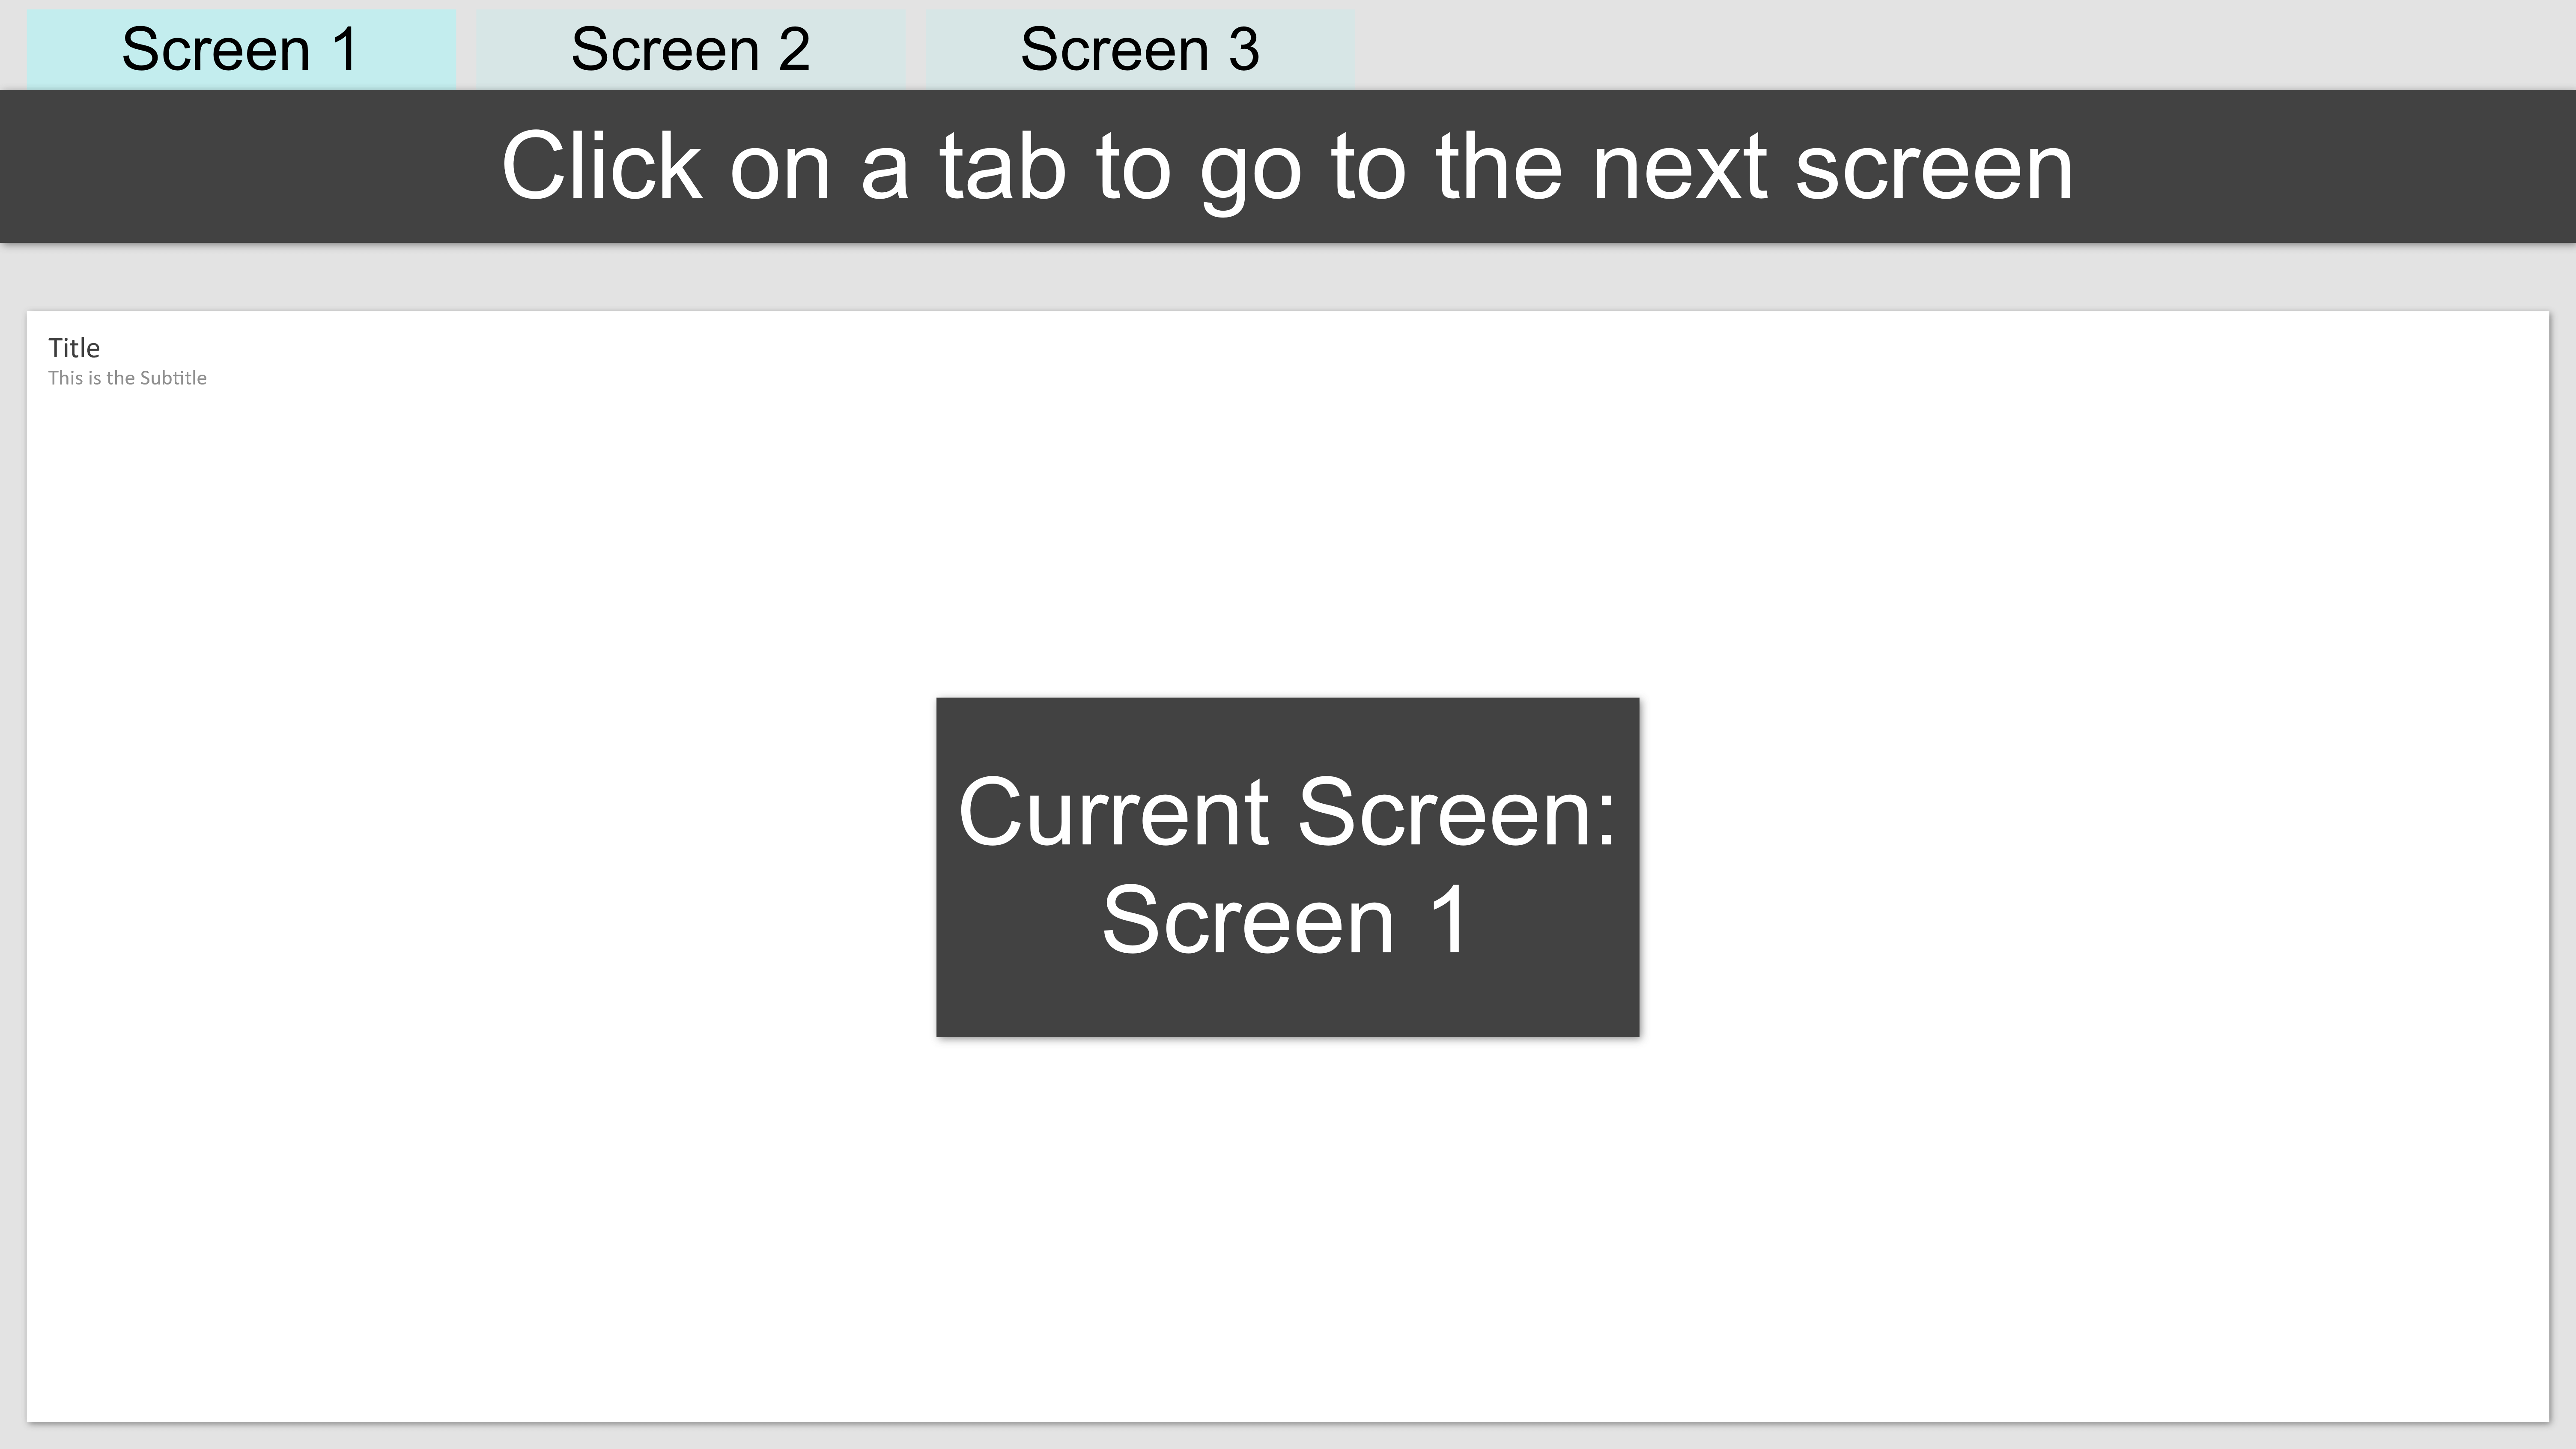 Screen 1
Screen 2
Screen 3
Click on a tab to go to the next screen
Title
This is the Subtitle
Current Screen:
Screen 1